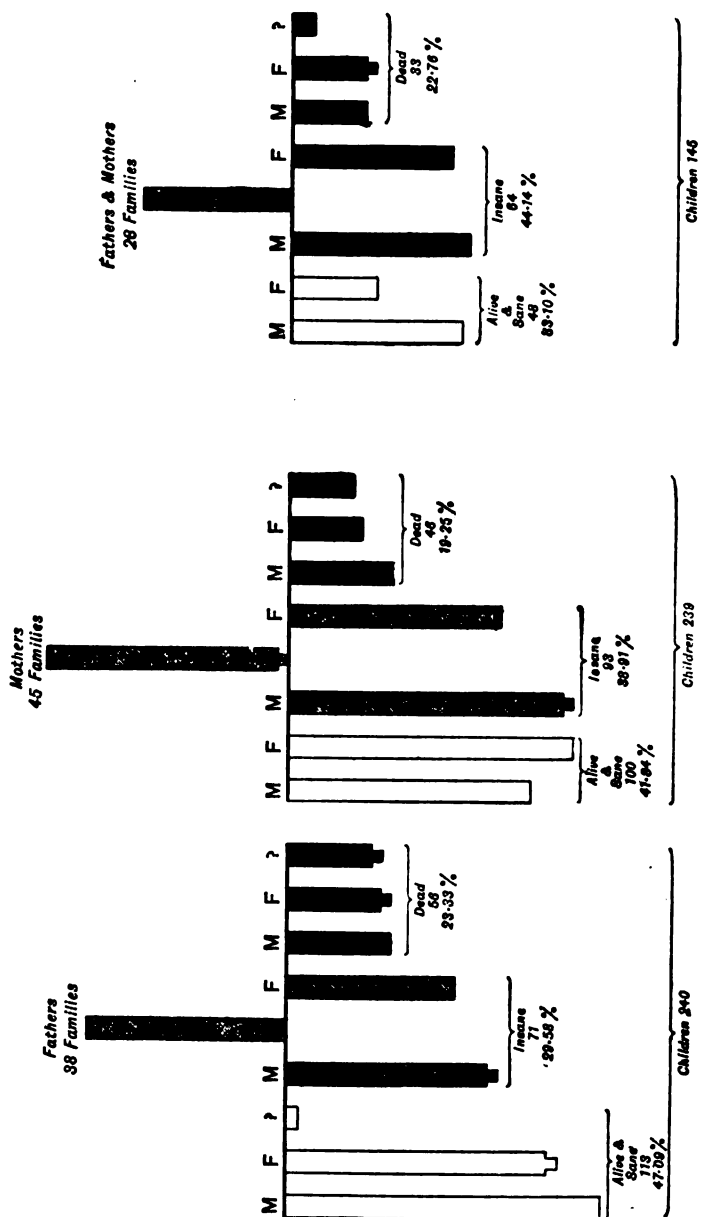 Fathers
38 Families
M F ? M F M F ?
Alive &
Sane
113
47·09%
Insane
71
29·58%
Dead
56
23·33%
Children 240
Mothers
45 Families
M F M F M F ?
Alive
&
Sane
100
41·84%
Insane
93
38·91%
Dead
46
19·25%
Children 239
Fathers & Mothers
26 Families
M F M F M F ?
Alive
&
Sane
48
33·10%
Insane
64
44·14%
Dead
33
22·76%
Children 145